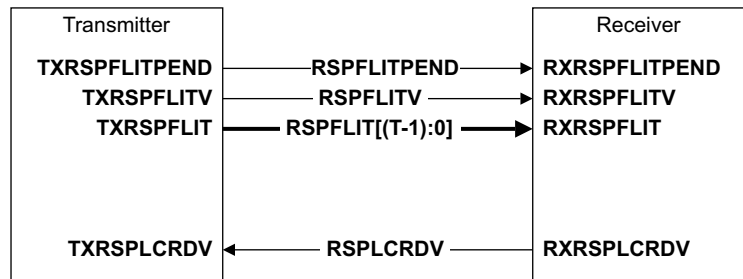 Transmitter Receiver
TXRSPFLITPEND RSPFLITPEND RXRSPFLITPEND
TXRSPFLITV RSPFLITV RXRSPFLITV
TXRSPFLIT RSPFLIT[(T-1):0] RXRSPFLIT
TXRSPLCRDV RSPLCRDV RXRSPLCRDV